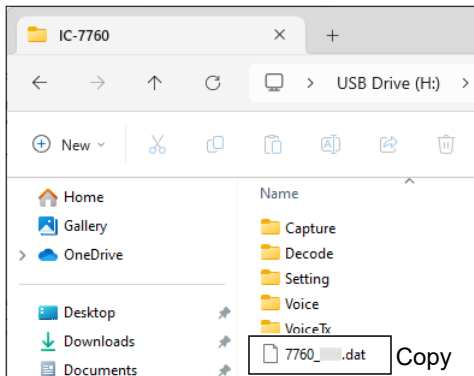 IC-7760
USB Drive (H:)
New
Home
Gallery
OneDrive
Desktop
Downloads
Documents
Name
Capture
Decode
Setting
Voice
VoiceTx
7760_ .dat
Copy